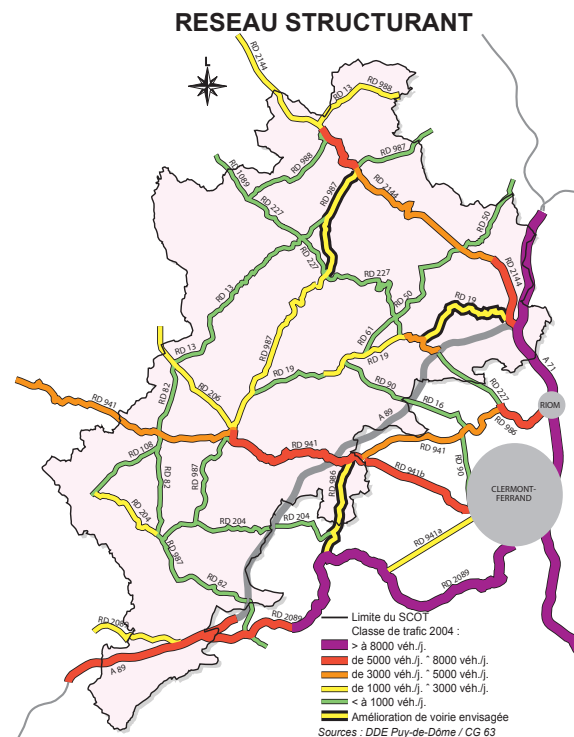 RESEAU STRUCTURANT
L
RD 2144
RD 13
RD 988
RD 988
RD 987
RD 1089
RD 987
RD 227
RD 2144
RD 50
RD 227
RD 227
RD 2144
RD 13
RD 50
RD 19
RD 61
A 71
RD 13
RD 987
RD 19
RD 19
RD 82
RD 206
RD 90
RD 16
RD 227
RD 941
A 89
RIOM
RD 986
RD 108
RD 941
RD 941
RD 987
RD 82
RD 986
RD 941b
RD 90
CLERMONT-
FERRAND
RD 204
RD 204
RD 204
RD 987
RD 941a
RD 82
RD 2089
RD 2089
RD 2089
A 89
Limite du SCOT
Classe de trafic 2004 :
> à 8000 véh./j.
de 5000 véh./j. ˆ 8000 véh./j.
de 3000 véh./j. ˆ 5000 véh./j.
de 1000 véh./j. ˆ 3000 véh./j.
< à 1000 véh./j.
Amélioration de voirie envisagée
Sources : DDE Puy-de-Dôme / CG 63